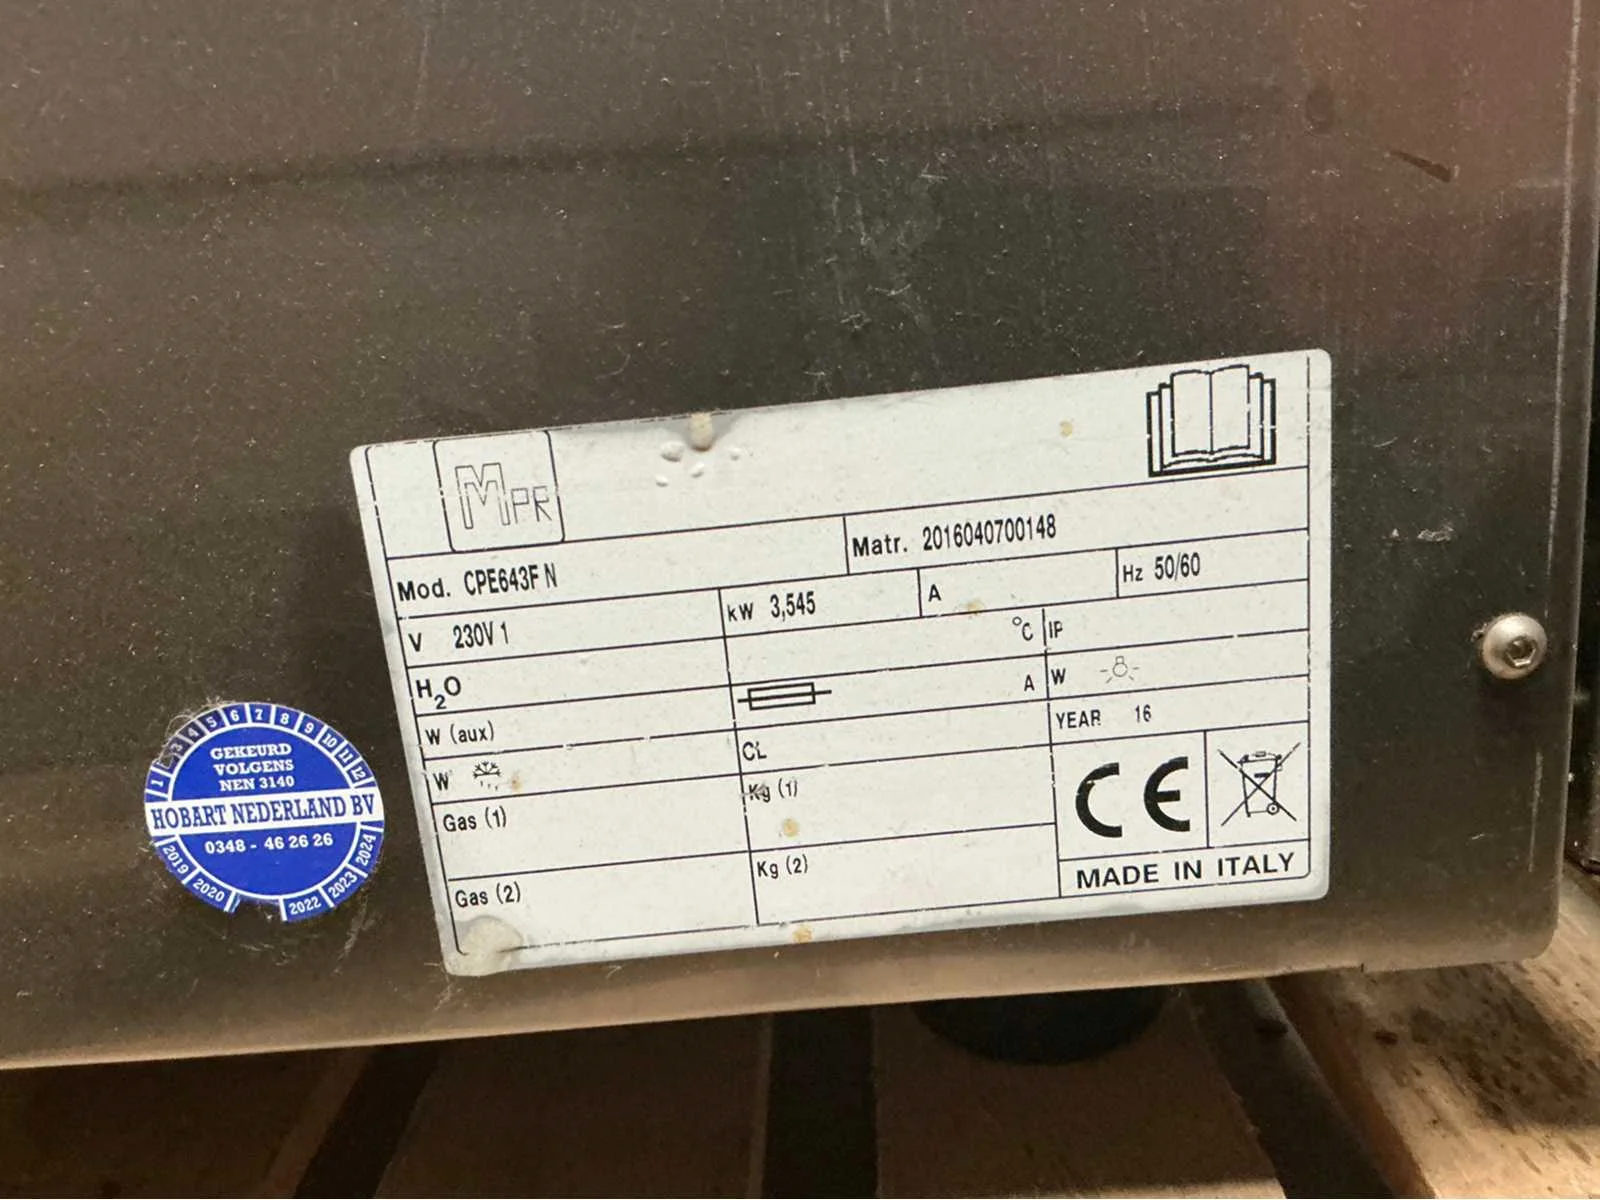 MPR
Mod. CPE643F N
Matr. 2016040700148
V 230V 1
kW 3,545
A
Hz 50/60
H2O
°C
IP
W (aux)
A
W
W
CL
YEAR 16
Gas (1)
Kg (1)
CE
Gas (2)
Kg (2)
MADE IN ITALY
1 3 4 5 6 7 8 9 10 11 12
GEKEURD
VOLGENS
NEN 3140
HOBART NEDERLAND BV
0348 - 46 26 26
2019 2020 2022 2023 2024